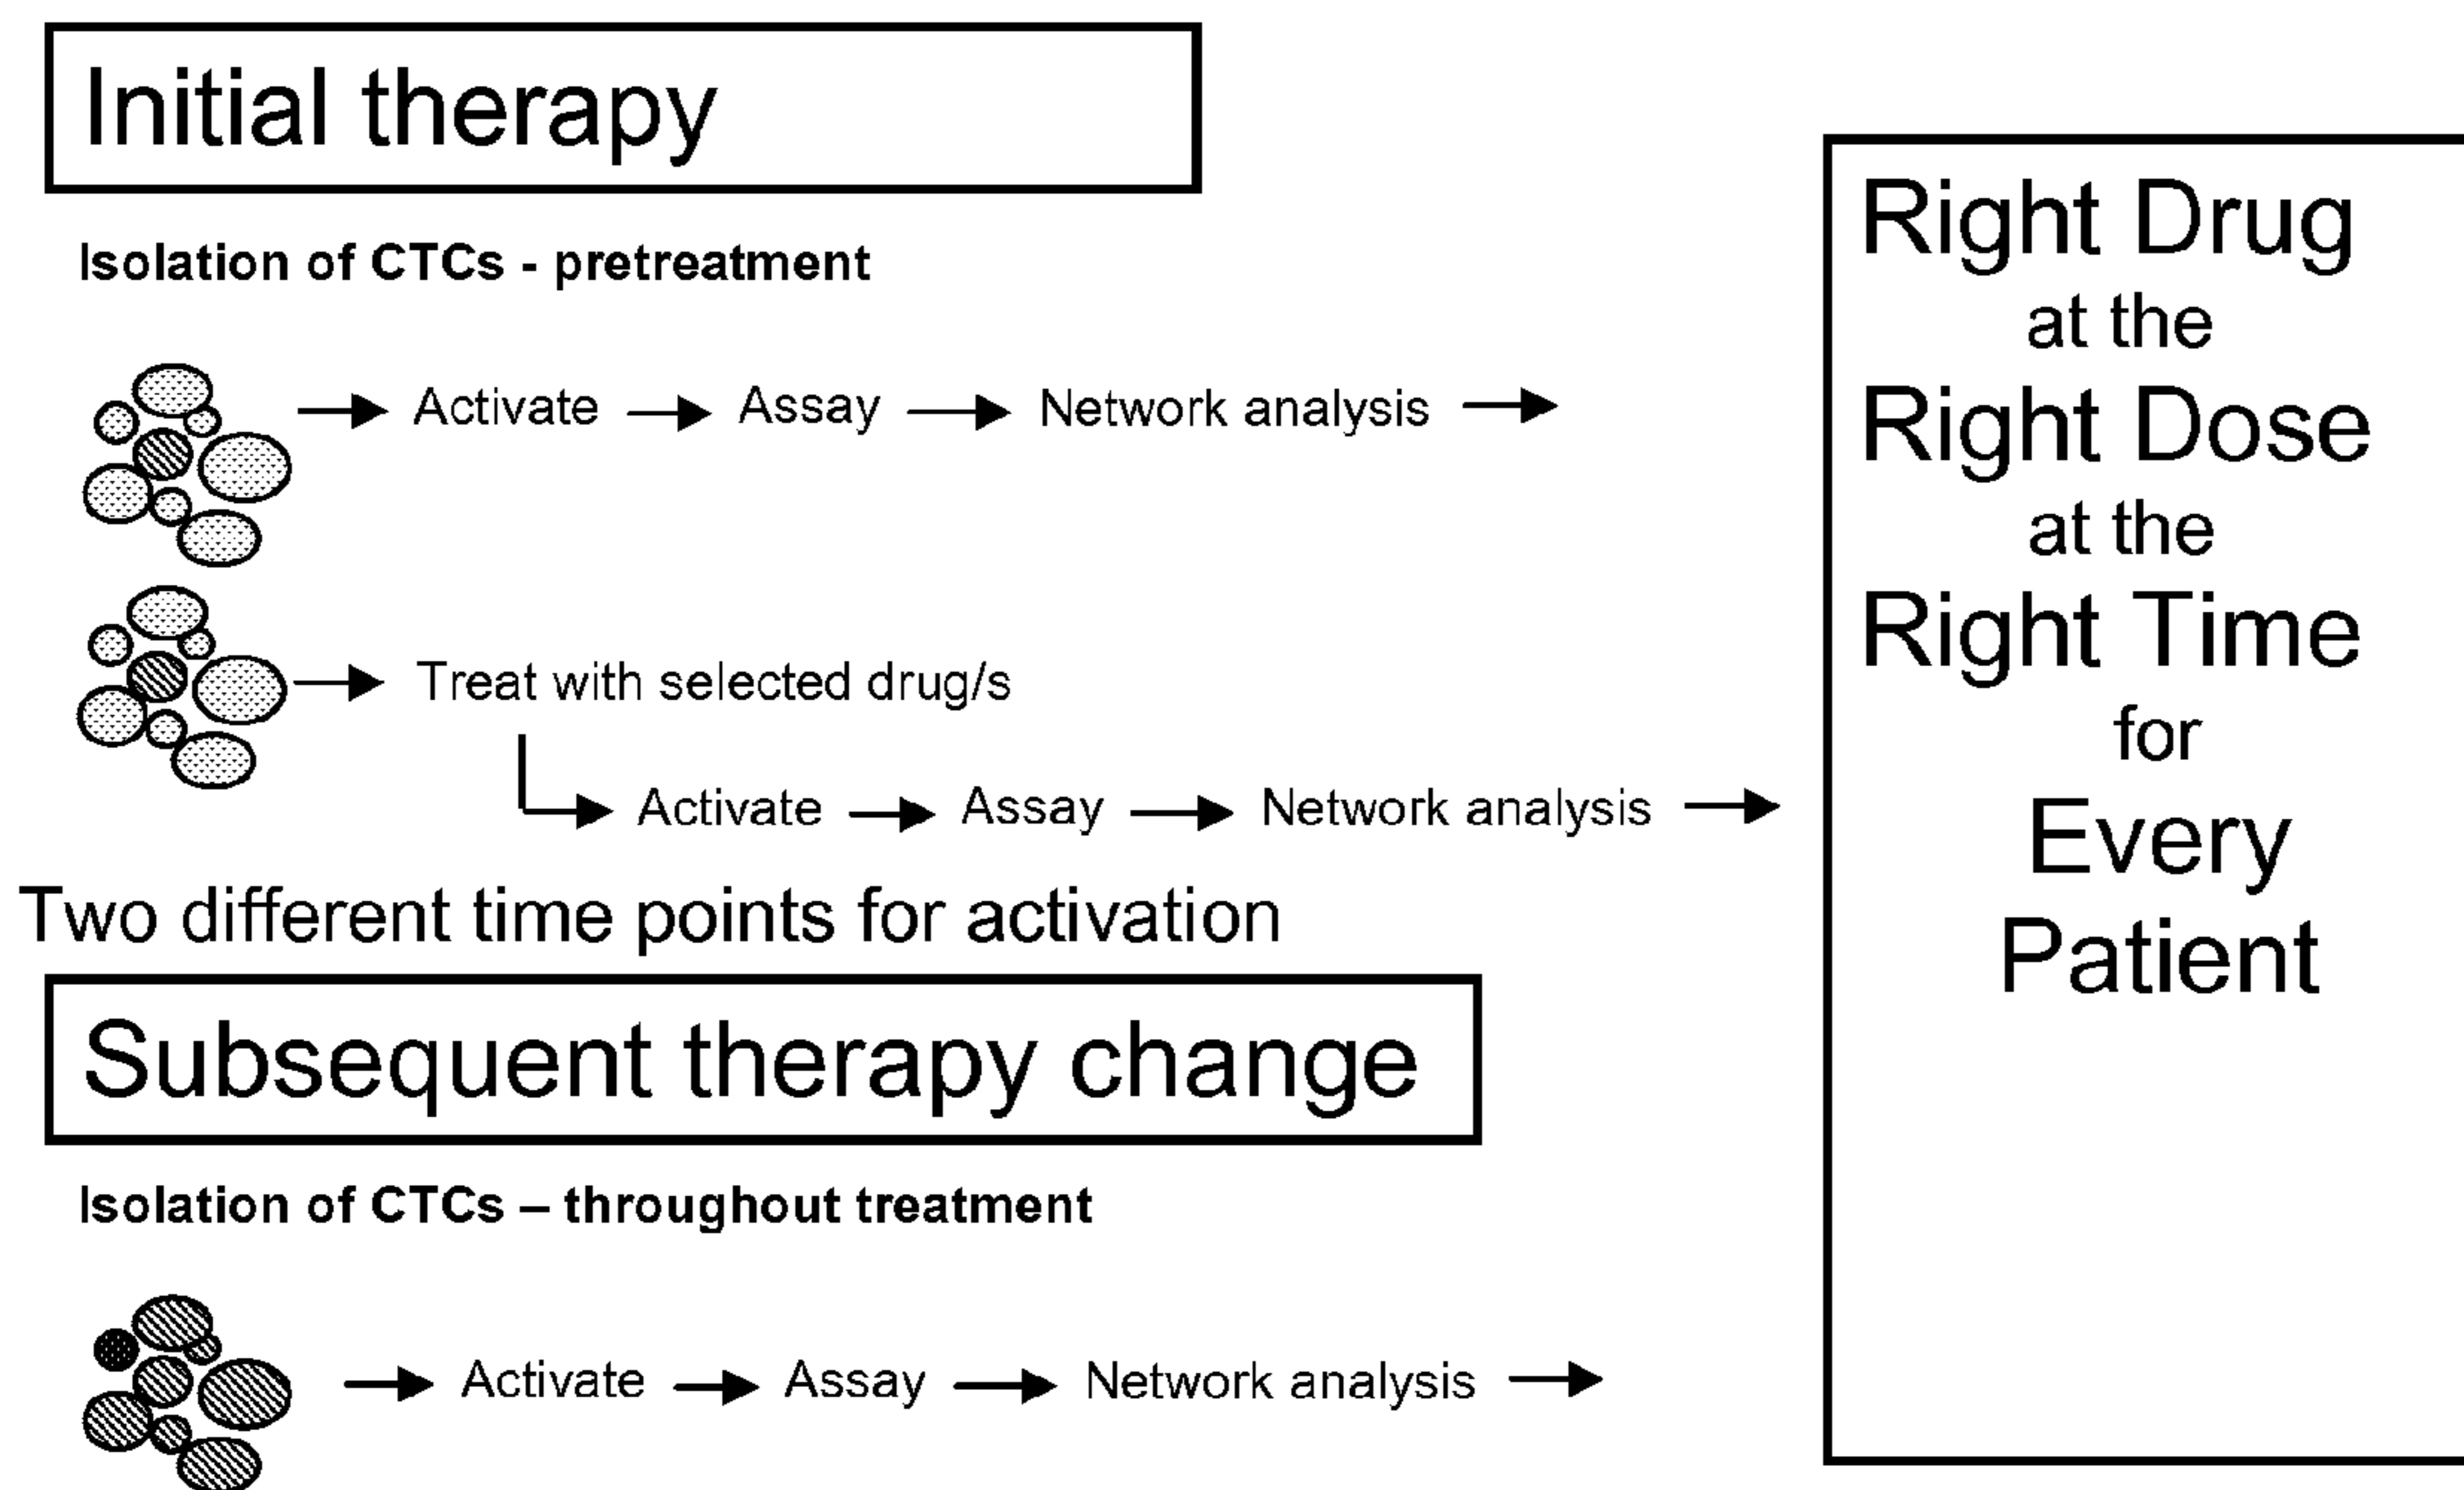 Initial therapy
Isolation of CTCs - pretreatment
Activate Assay Network analysis
Treat with selected drug/s
Activate Assay Network analysis
Two different time points for activation
Subsequent therapy change
Isolation of CTCs – throughout treatment
Activate Assay Network analysis
Right Drug
at the
Right Dose
at the
Right Time
for
Every
Patient